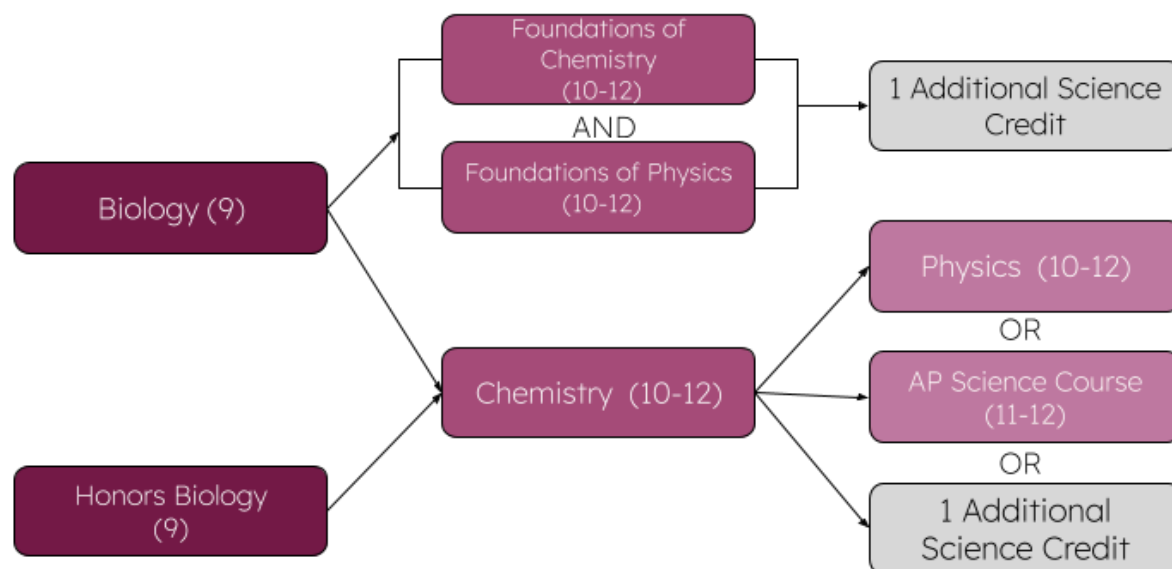 Foundations of
Chemistry
(10-12)
AND
Foundations of Physics
(10-12)
1 Additional Science
Credit
Biology (9)
Physics (10-12)
OR
Chemistry (10-12)
AP Science Course
(11-12)
OR
Honors Biology
(9)
1 Additional
Science Credit